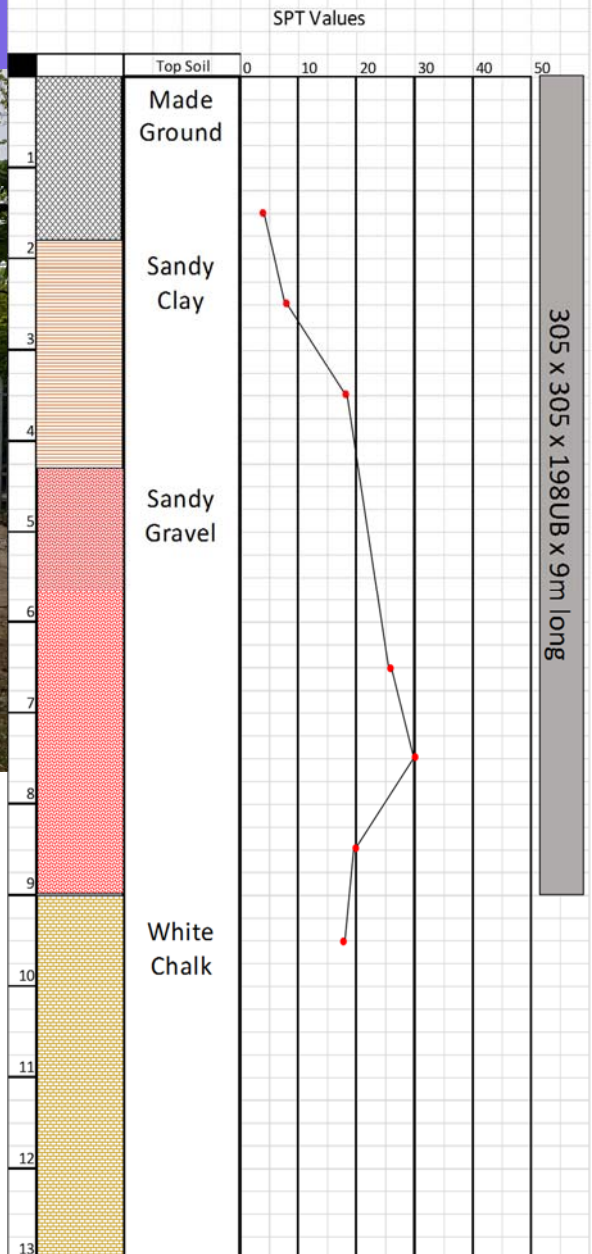 SPT Values
Top Soil
0 10 20 30 40 50
Made
Ground
1
2
Sandy
Clay
3
4
Sandy
Gravel
5
6
7
8
9
White
Chalk
10
11
12
13
305 x 305 x 198UB x 9m long